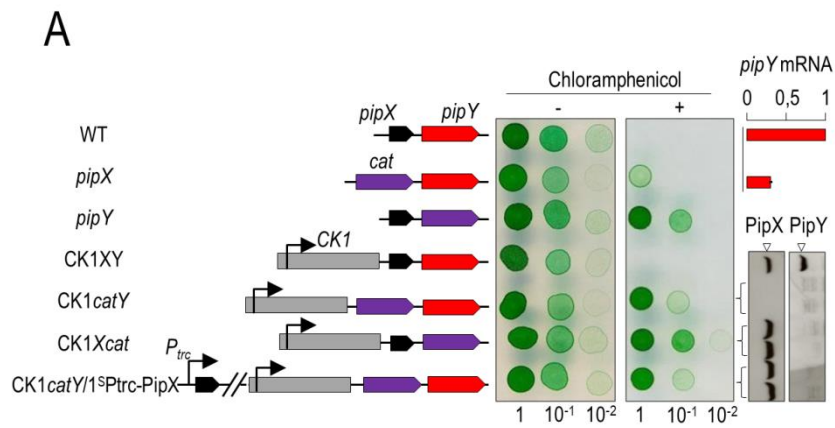 A
Chloramphenicol
- +
pipY mRNA
0 0,5 1
pipX pipY
WT
cat
pipX
pipY
PipX PipY
CK1
CK1XY
CK1catY
CK1Xcat
Ptrc
CK1catY/1ˢPtrc-PipX
1 10⁻¹ 10⁻² 1 10⁻¹ 10⁻²